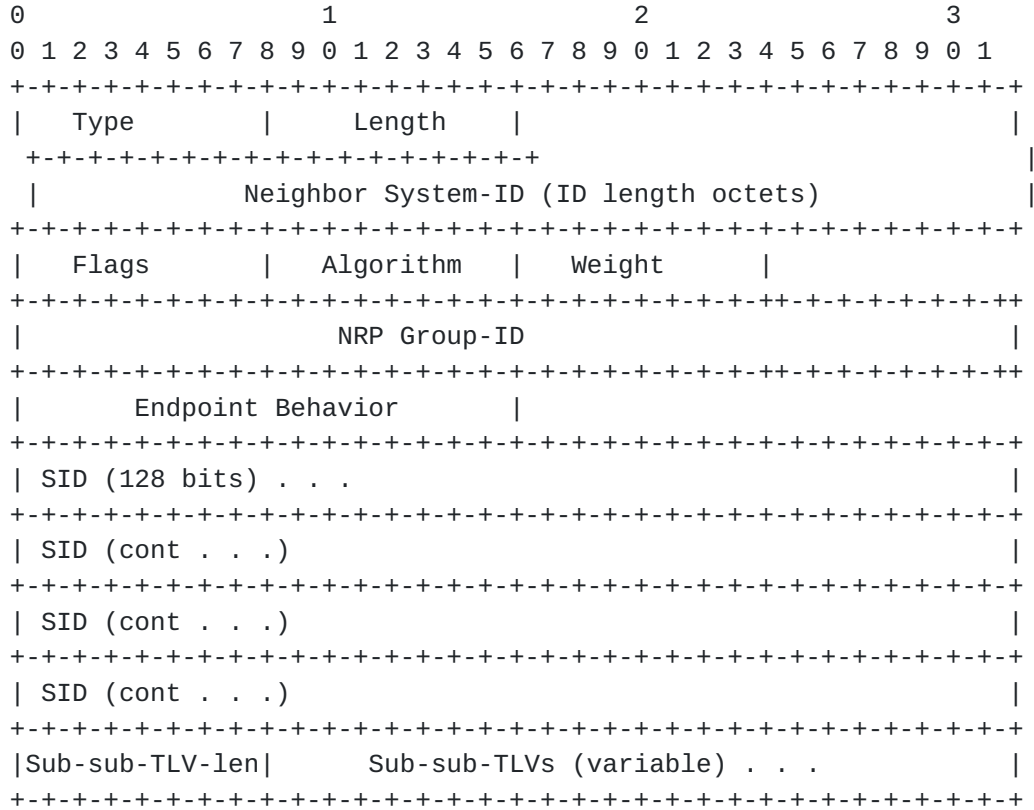 0                   1                   2                   3
0 1 2 3 4 5 6 7 8 9 0 1 2 3 4 5 6 7 8 9 0 1 2 3 4 5 6 7 8 9 0 1
+-+-+-+-+-+-+-+-+-+-+-+-+-+-+-+-+-+-+-+-+-+-+-+-+-+-+-+-+-+-+-+-+
|   Type        |     Length    |                               |
 +-+-+-+-+-+-+-+-+-+-+-+-+-+-+-+-+                               |
 |             Neighbor System-ID (ID length octets)             |
+-+-+-+-+-+-+-+-+-+-+-+-+-+-+-+-+-+-+-+-+-+-+-+-+-+-+-+-+-+-+-+-+
|   Flags       |   Algorithm   |   Weight      |
+-+-+-+-+-+-+-+-+-+-+-+-+-+-+-+-+-+-+-+-+-+-+-+-++-+-+-+-+-+-+-++
|                    NRP Group-ID                               |
+-+-+-+-+-+-+-+-+-+-+-+-+-+-+-+-+-+-+-+-+-+-+-+-++-+-+-+-+-+-+-++
|       Endpoint Behavior       |
+-+-+-+-+-+-+-+-+-+-+-+-+-+-+-+-+-+-+-+-+-+-+-+-+-+-+-+-+-+-+-+-+
| SID (128 bits) . . .                                          |
+-+-+-+-+-+-+-+-+-+-+-+-+-+-+-+-+-+-+-+-+-+-+-+-+-+-+-+-+-+-+-+-+
| SID (cont . . .)                                              |
+-+-+-+-+-+-+-+-+-+-+-+-+-+-+-+-+-+-+-+-+-+-+-+-+-+-+-+-+-+-+-+-+
| SID (cont . . .)                                              |
+-+-+-+-+-+-+-+-+-+-+-+-+-+-+-+-+-+-+-+-+-+-+-+-+-+-+-+-+-+-+-+-+
| SID (cont . . .)                                              |
+-+-+-+-+-+-+-+-+-+-+-+-+-+-+-+-+-+-+-+-+-+-+-+-+-+-+-+-+-+-+-+-+
|Sub-sub-TLV-len|      Sub-sub-TLVs (variable) . . .            |
+-+-+-+-+-+-+-+-+-+-+-+-+-+-+-+-+-+-+-+-+-+-+-+-+-+-+-+-+-+-+-+-+